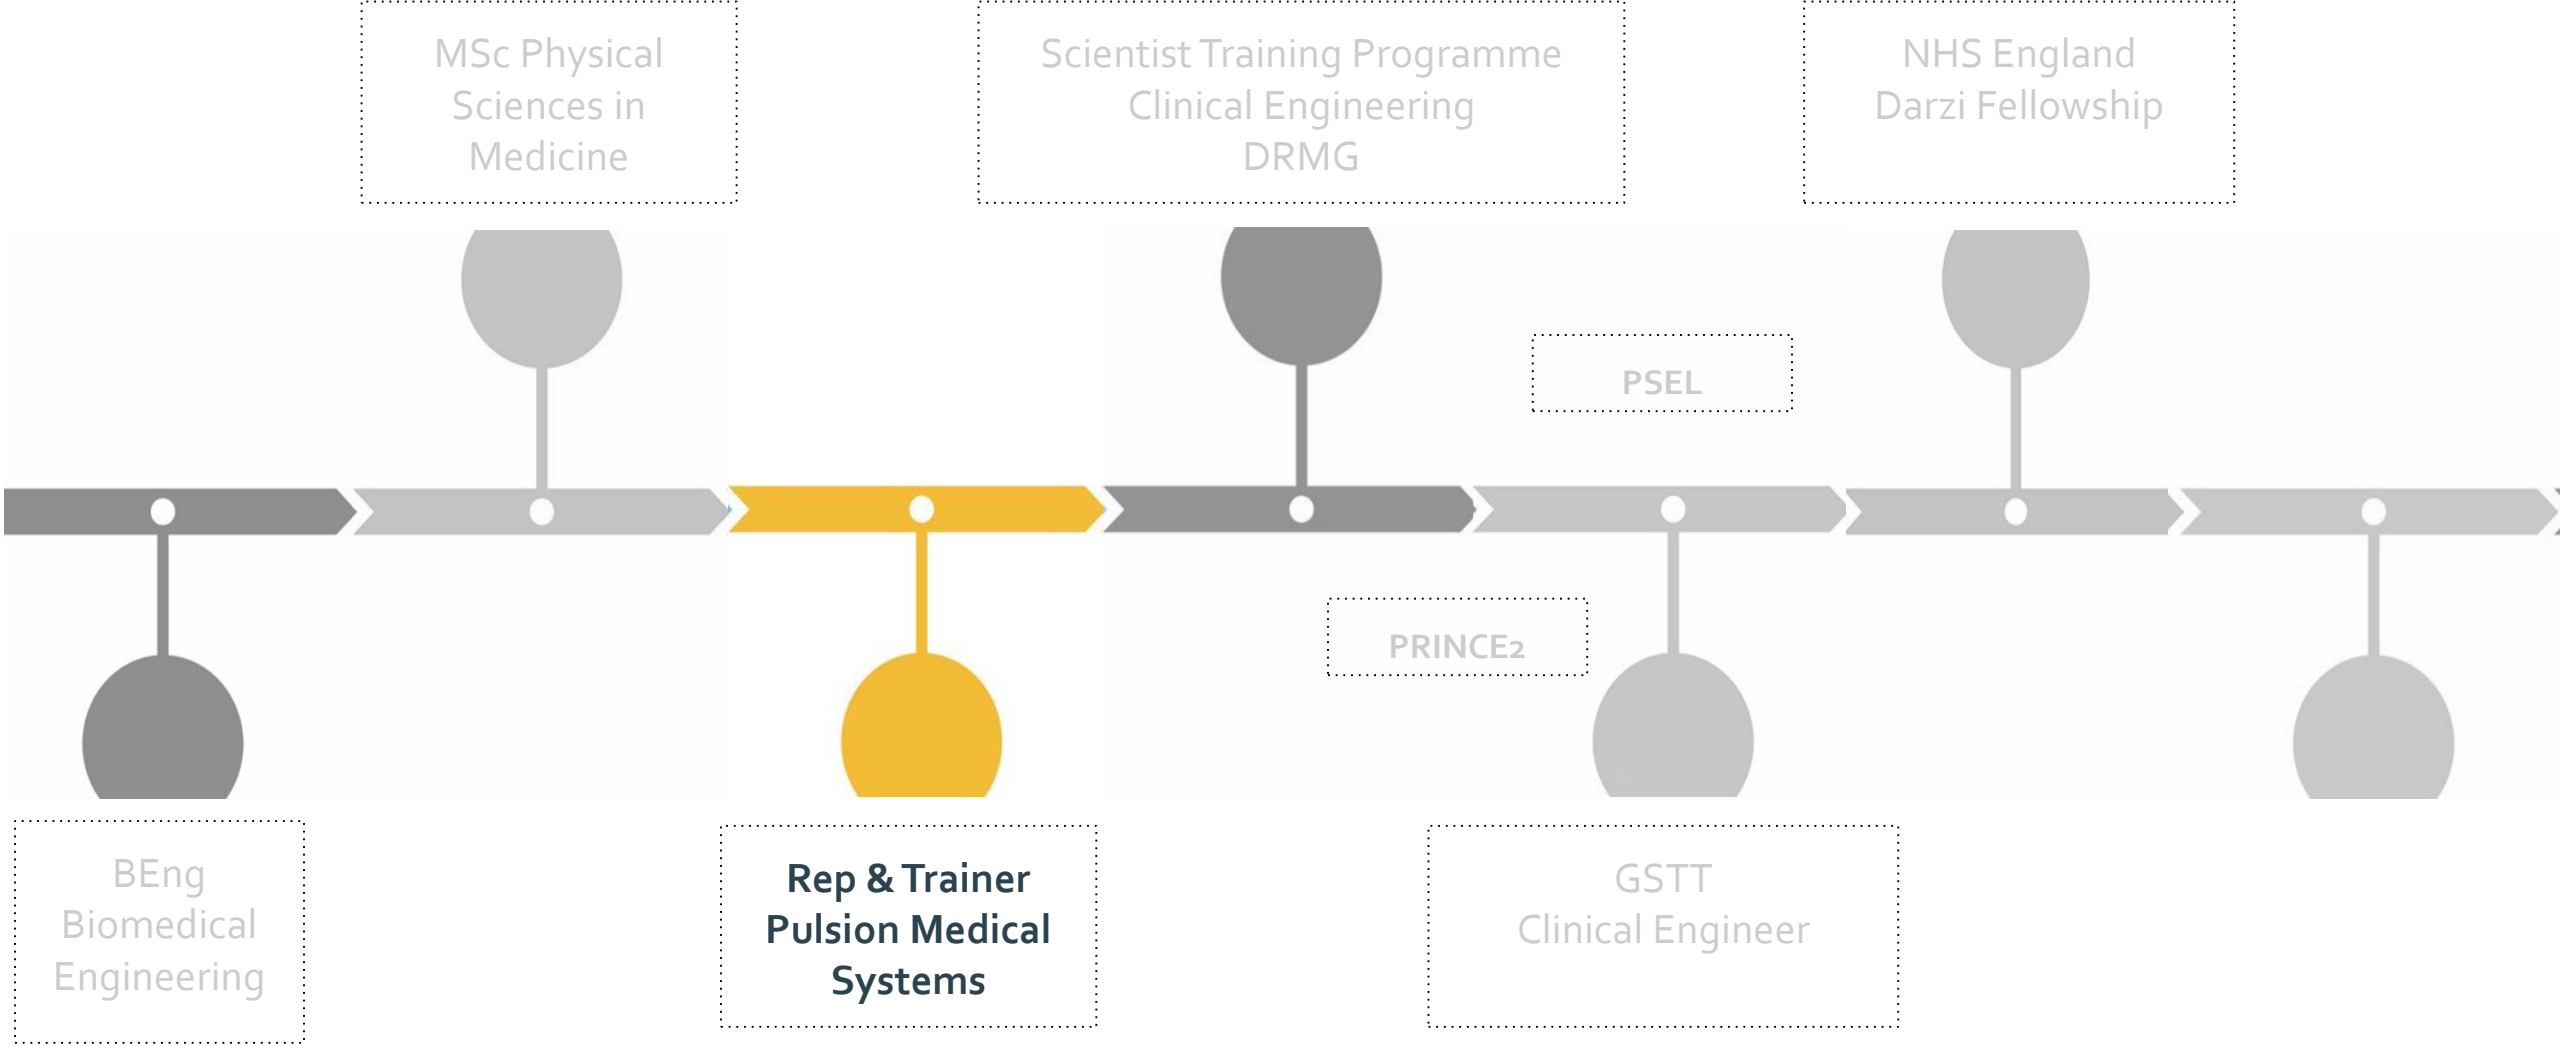 MSc Physical
Sciences in
Medicine
Scientist Training Programme
Clinical Engineering
DRMG
NHS England
Darzi Fellowship
PSEL
PRINCE2
BEng
Biomedical
Engineering
Rep & Trainer
Pulsion Medical
Systems
GSTT
Clinical Engineer